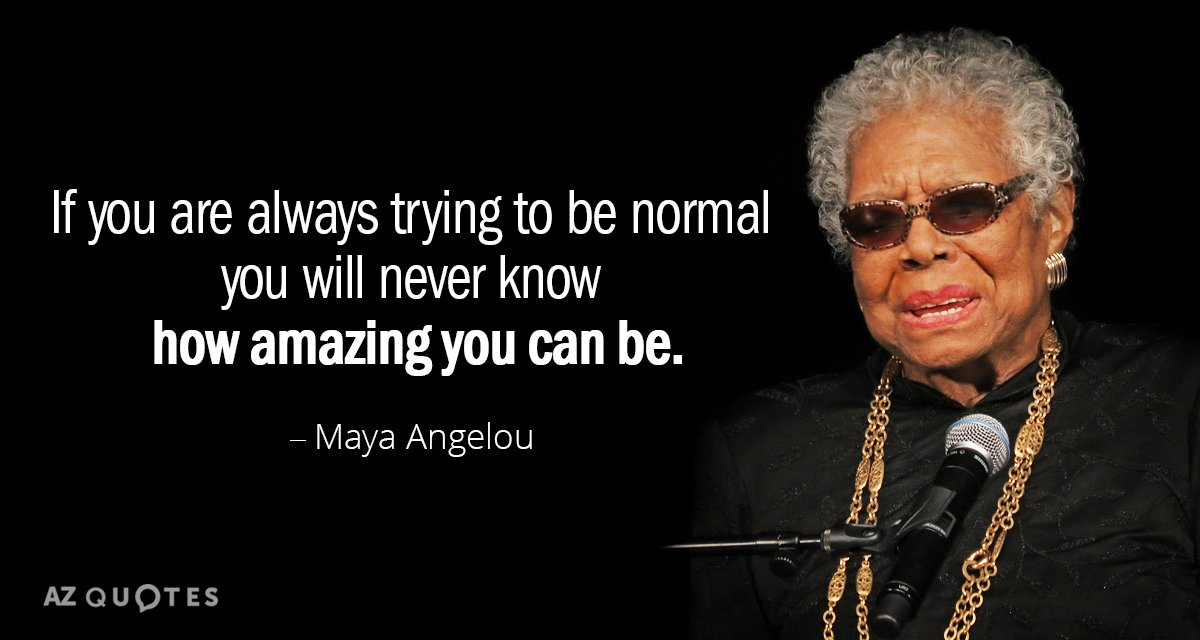 If you are always trying to be normal
you will never know
how amazing you can be.
– Maya Angelou
AZ QUOTES